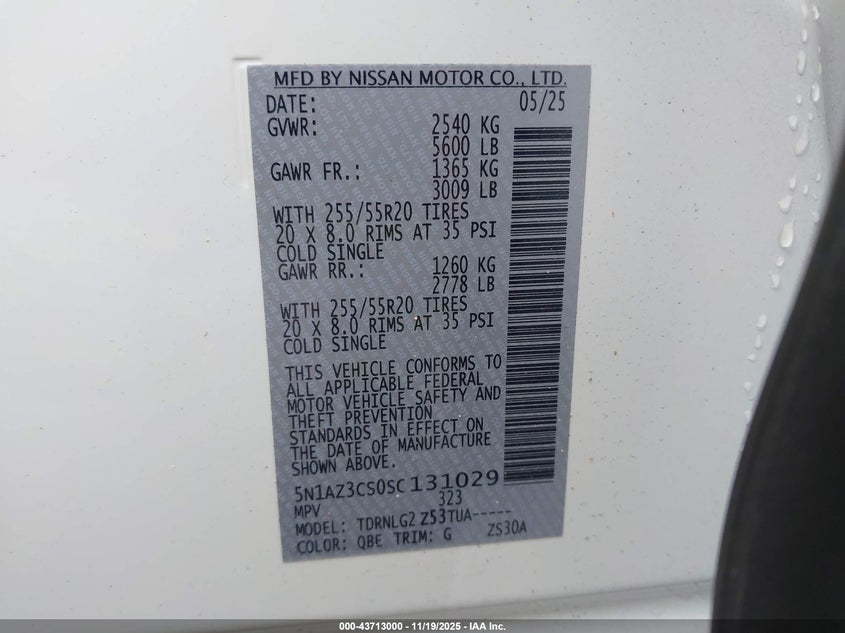 MFD BY NISSAN MOTOR CO., LTD.
DATE: 05/25
GVWR: 2540 KG
5600 LB
GAWR FR.: 1365 KG
3009 LB
WITH 255/55R20 TIRES
20 X 8.0 RIMS AT 35 PSI
COLD SINGLE
GAWR RR.: 1260 KG
2778 LB
WITH 255/55R20 TIRES
20 X 8.0 RIMS AT 35 PSI
COLD SINGLE
THIS VEHICLE CONFORMS TO
ALL APPLICABLE FEDERAL
MOTOR VEHICLE SAFETY AND
THEFT PREVENTION
STANDARDS IN EFFECT ON
THE DATE OF MANUFACTURE
SHOWN ABOVE.
5N1AZ3CS0SC131029
MPV 323
MODEL: TDRNLG2 Z53TUA-----
COLOR: QBE TRIM: G ZS30A
000-43713000 - 11/19/2025 - IAA Inc.